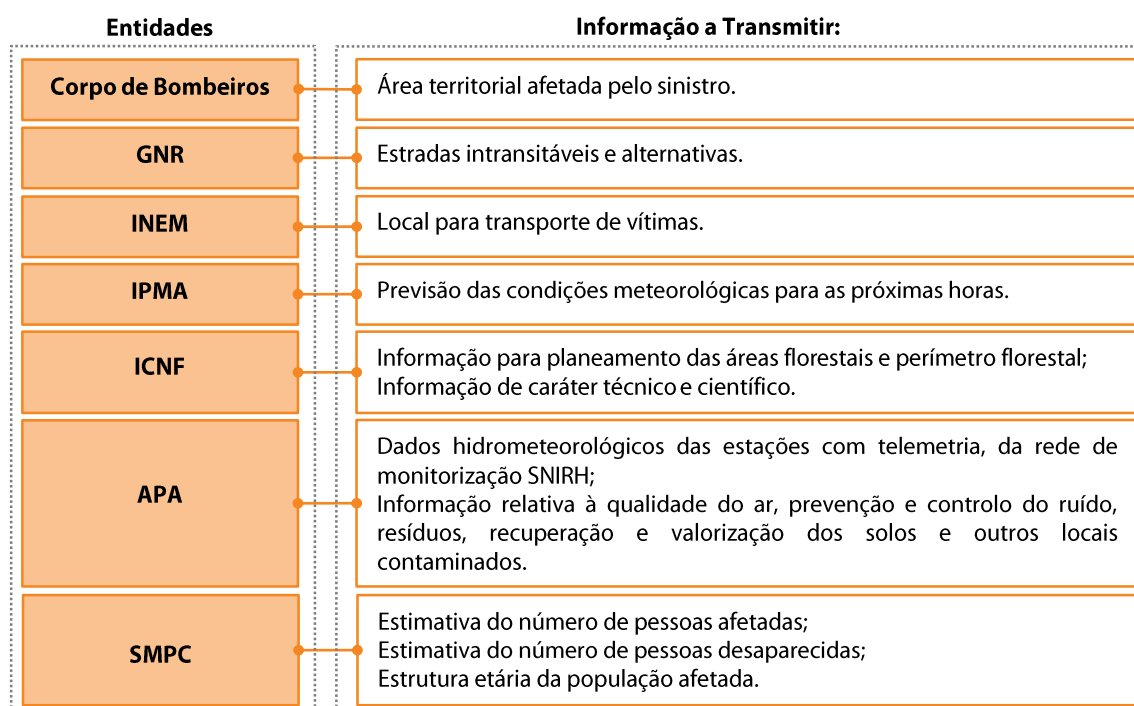 Entidades
Informação a Transmitir:
Corpo de Bombeiros
Área territorial afetada pelo sinistro.
GNR
Estradas intransitáveis e alternativas.
INEM
Local para transporte de vítimas.
IPMA
Previsão das condições meteorológicas para as próximas horas.
ICNF
Informação para planeamento das áreas florestais e perímetro florestal;
Informação de caráter técnico e científico.
APA
Dados hidrometeorológicos das estações com telemetria, da rede de
monitorização SNIRH;
Informação relativa à qualidade do ar, prevenção e controlo do ruído,
resíduos, recuperação e valorização dos solos e outros locais
contaminados.
SMPC
Estimativa do número de pessoas afetadas;
Estimativa do número de pessoas desaparecidas;
Estrutura etária da população afetada.